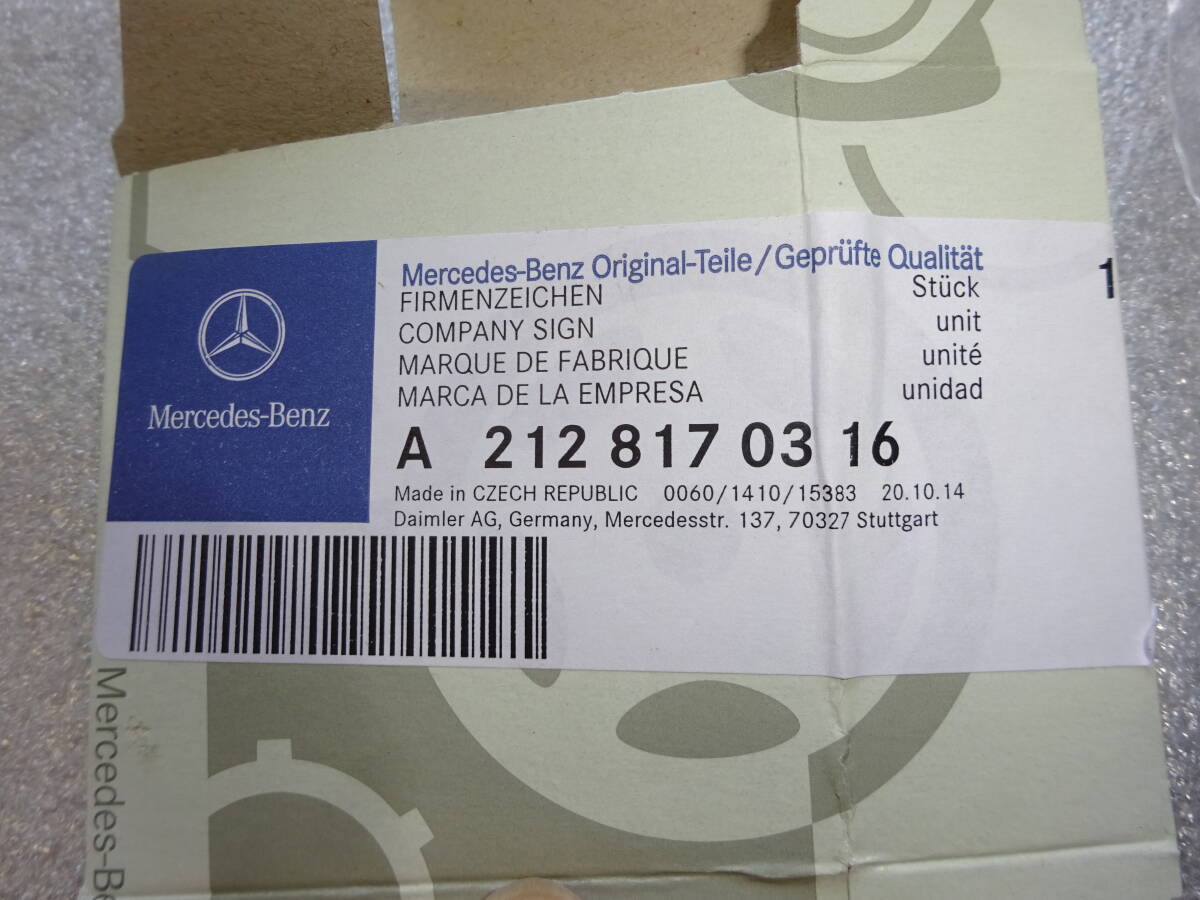 Mercedes-Benz Original-Teile/Geprüfte Qualität
FIRMENZEICHEN Stück 1
COMPANY SIGN unit
MARQUE DE FABRIQUE unité
MARCA DE LA EMPRESA unidad
Mercedes-Benz
A 212 817 03 16
Made in CZECH REPUBLIC 0060/1410/15383 20.10.14
Daimler AG, Germany, Mercedesstr. 137, 70327 Stuttgart
Mercedes-Be